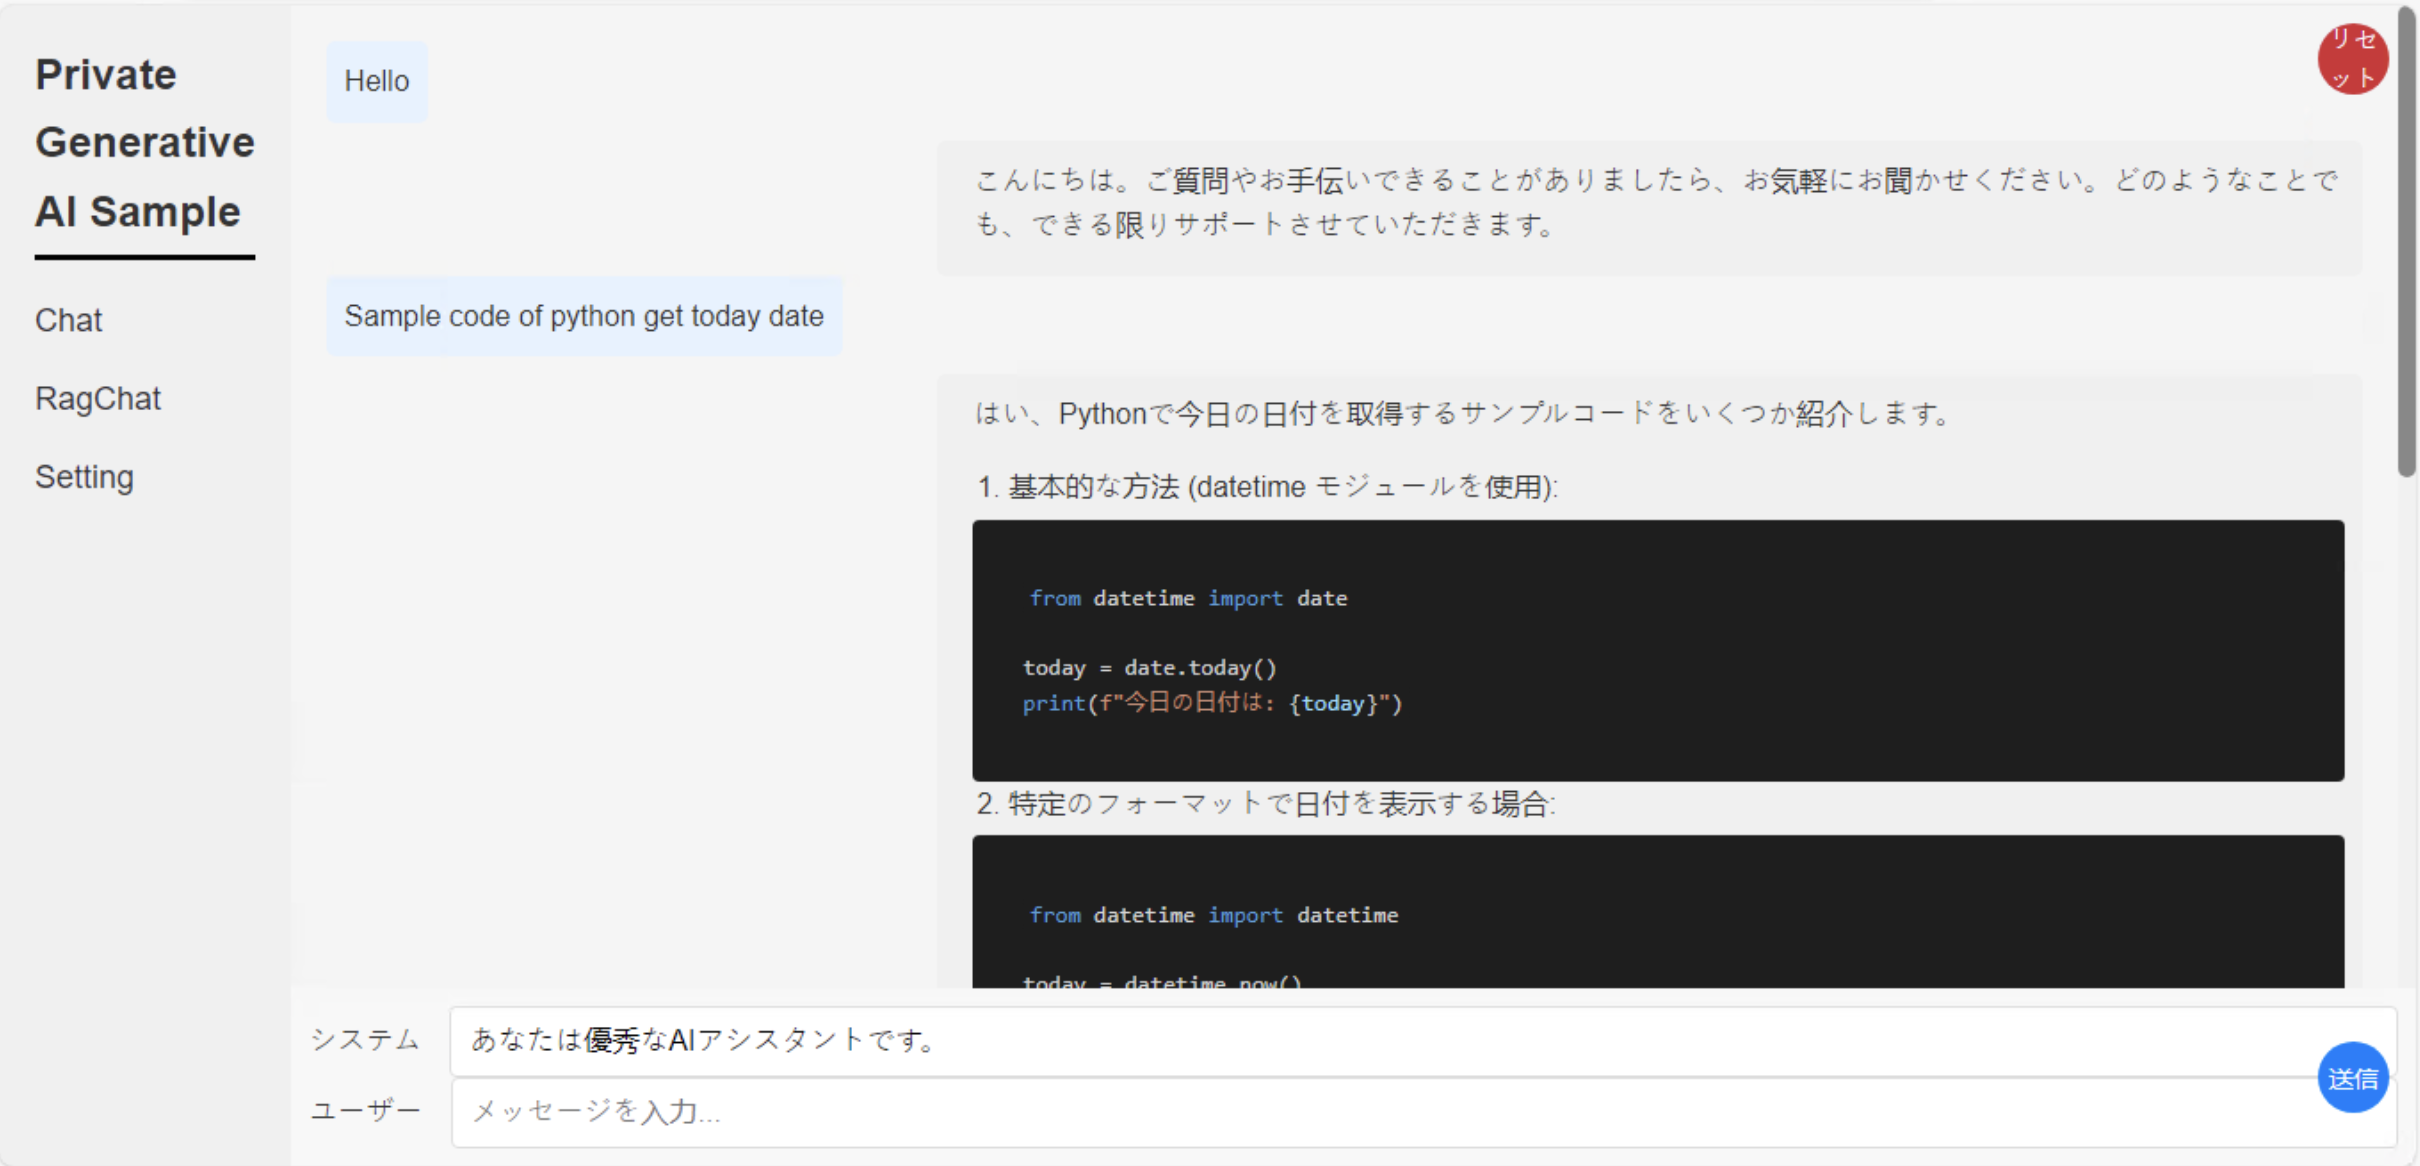 Private
Generative
AI Sample
Chat
RagChat
Setting
Hello
リセ
ット
こんにちは。ご質問やお手伝いできることがありましたら、お気軽にお聞かせください。どのようなことで
も、できる限りサポートさせていただきます。
Sample code of python get today date
はい、Pythonで今日の日付を取得するサンプルコードをいくつか紹介します。
1. 基本的な方法 (datetime モジュールを使用):
from datetime import date
today = date.today()
print(f"今日の日付は: {today}")
2. 特定のフォーマットで日付を表示する場合:
from datetime import datetime
today = datetime.now()
システム
あなたは優秀なAIアシスタントです。
ユーザー
メッセージを入力...
送信